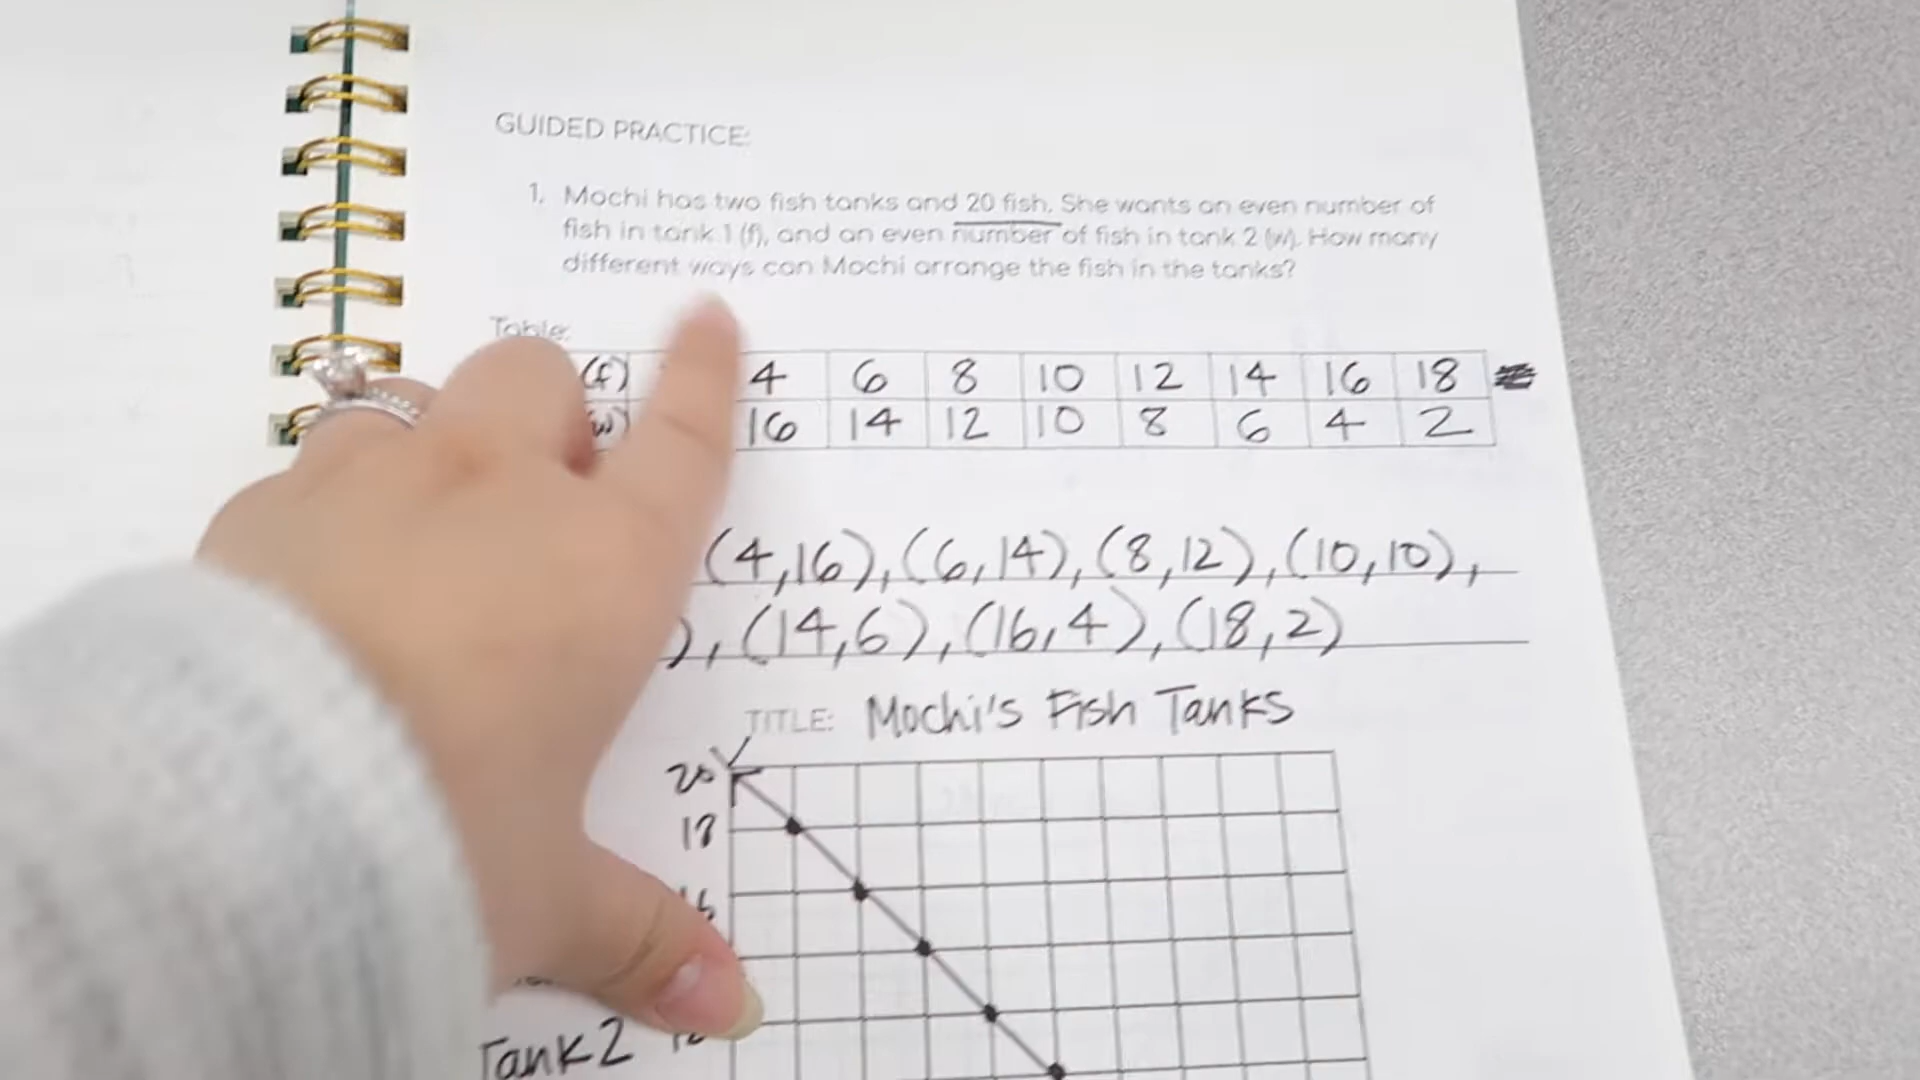 GUIDED PRACTICE:
1. Mochi has two fish tanks and 20 fish. She wants an even number of
fish in tank 1 (f), and an even number of fish in tank 2 (w). How many
different ways can Mochi arrange the fish in the tanks?
Table:
(f) 4 6 8 10 12 14 16 18
(w) 16 14 12 10 8 6 4 2
(4,16), (6,14), (8,12), (10,10),
), (14,6), (16,4), (18,2)
TITLE: Mochi's Fish Tanks
20
18
Tank 2